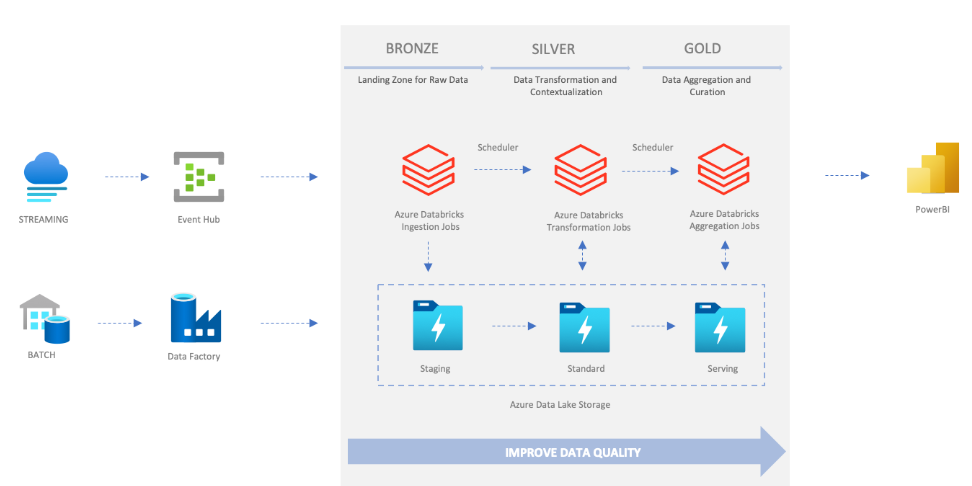 BRONZE
SILVER
GOLD
Landing Zone for Raw Data
Data Transformation and
Contextualization
Data Aggregation and
Curation
Scheduler
Scheduler
STREAMING
Event Hub
Azure Databricks
Ingestion Jobs
Azure Databricks
Transformation Jobs
Azure Databricks
Aggregation Jobs
PowerBI
BATCH
Data Factory
Staging
Standard
Serving
Azure Data Lake Storage
IMPROVE DATA QUALITY